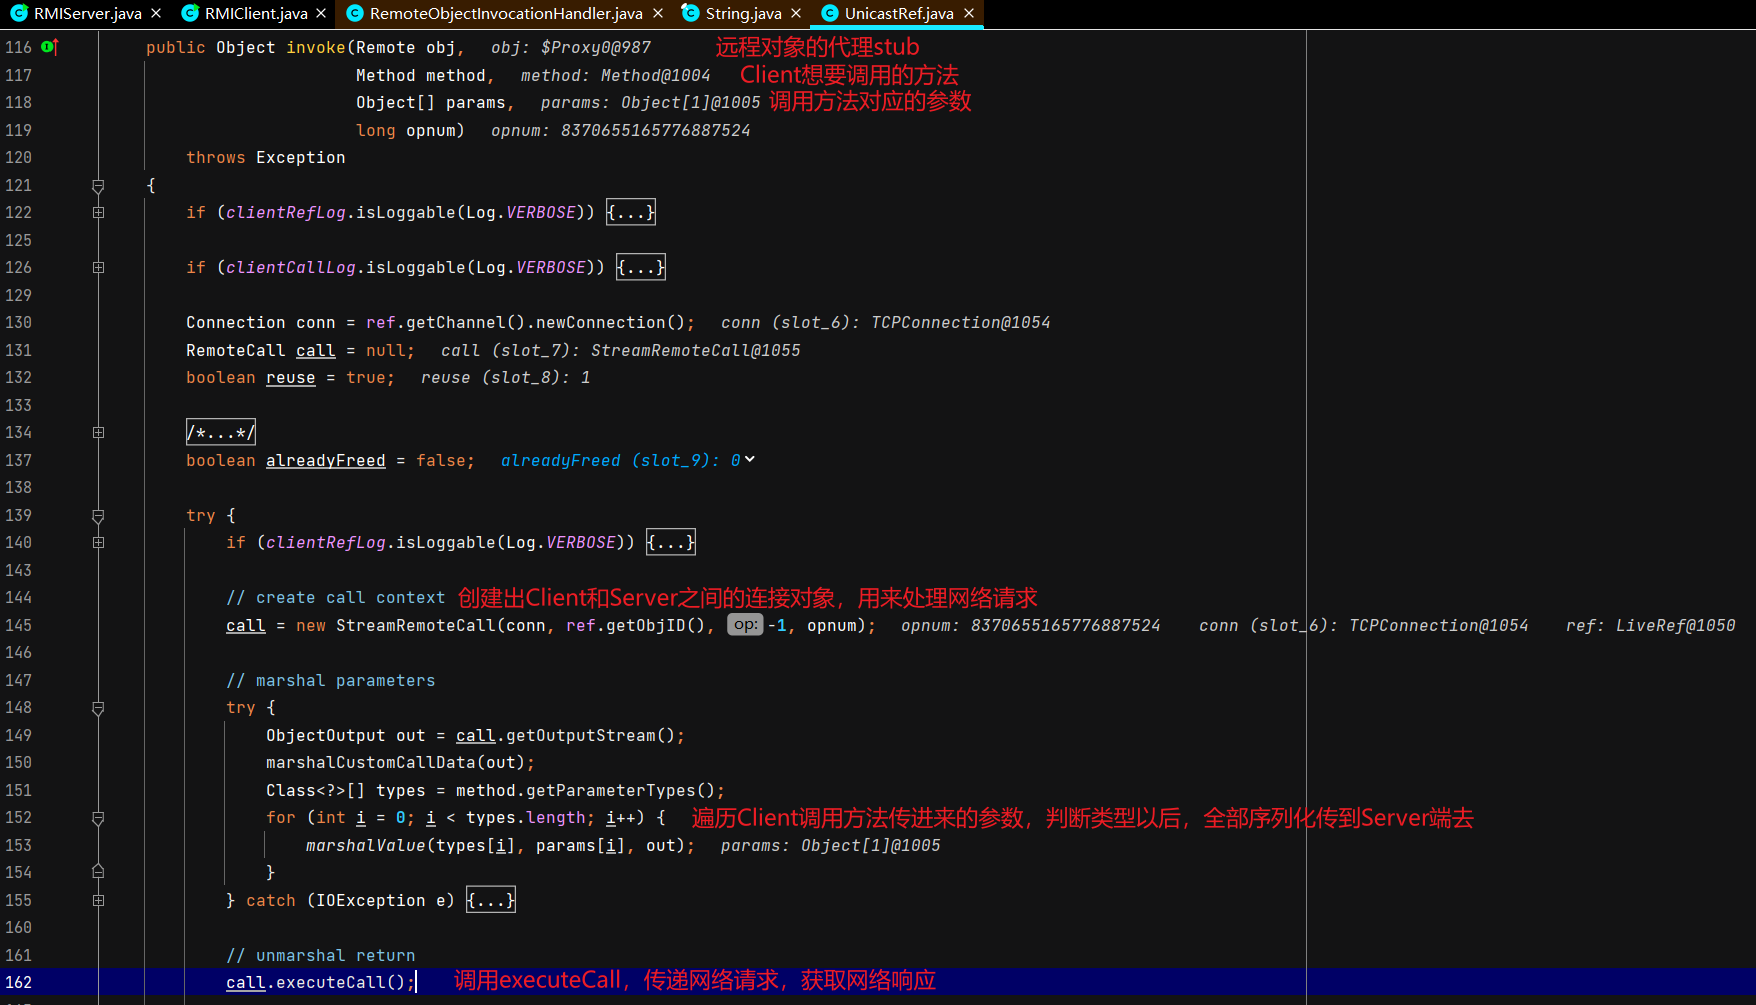 RMIServer.java RMIClient.java RemoteObjectInvocationHandler.java String.java UnicastRef.java
116 public Object invoke(Remote obj, obj: $Proxy0@987 远程对象的代理stub
117 Method method, method: Method@1004 Client想要调用的方法
118 Object[] params, params: Object[1]@1005 调用方法对应的参数
119 long opnum) opnum: 8370655165776887524
120 throws Exception
121 {
122 if (clientRefLog.isLoggable(Log.VERBOSE)) {...}
125
126 if (clientCallLog.isLoggable(Log.VERBOSE)) {...}
129
130 Connection conn = ref.getChannel().newConnection(); conn (slot_6): TCPConnection@1054
131 RemoteCall call = null; call (slot_7): StreamRemoteCall@1055
132 boolean reuse = true; reuse (slot_8): 1
133
134 /*...*/
137 boolean alreadyFreed = false; alreadyFreed (slot_9): 0
138
139 try {
140 if (clientRefLog.isLoggable(Log.VERBOSE)) {...}
143
144 // create call context 创建出Client和Server之间的连接对象，用来处理网络请求
145 call = new StreamRemoteCall(conn, ref.getObjID(), op: -1, opnum); opnum: 8370655165776887524 conn (slot_6): TCPConnection@1054 ref: LiveRef@1050
146
147 // marshal parameters
148 try {
149 ObjectOutput out = call.getOutputStream();
150 marshalCustomCallData(out);
151 Class<?>[] types = method.getParameterTypes();
152 for (int i = 0; i < types.length; i++) { 遍历Client调用方法传进来的参数，判断类型以后，全部序列化传到Server端去
153 marshalValue(types[i], params[i], out); params: Object[1]@1005
154 }
155 } catch (IOException e) {...}
160
161 // unmarshal return
162 call.executeCall(); 调用executeCall，传递网络请求，获取网络响应